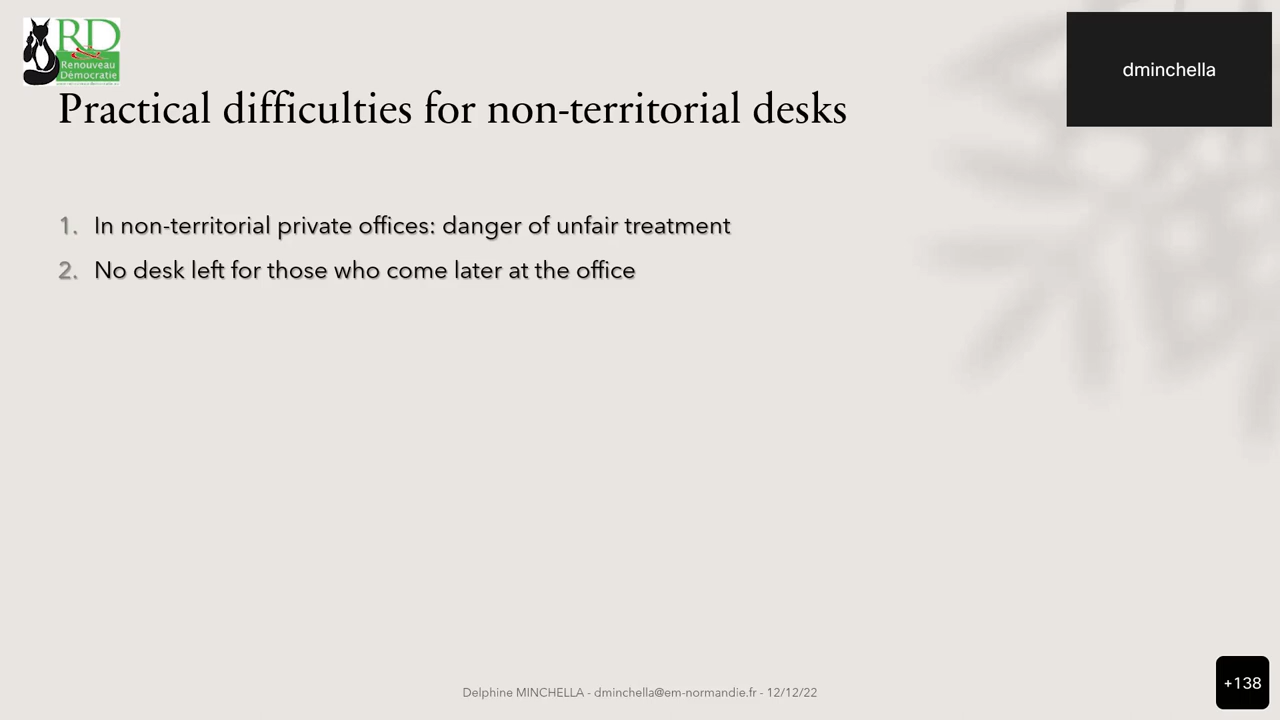 RD
Renouveau
Démocratie
dminchella
Practical difficulties for non-territorial desks
1. In non-territorial private offices: danger of unfair treatment
2. No desk left for those who come later at the office
Delphine MINCHELLA - dminchella@em-normandie.fr - 12/12/22
+138